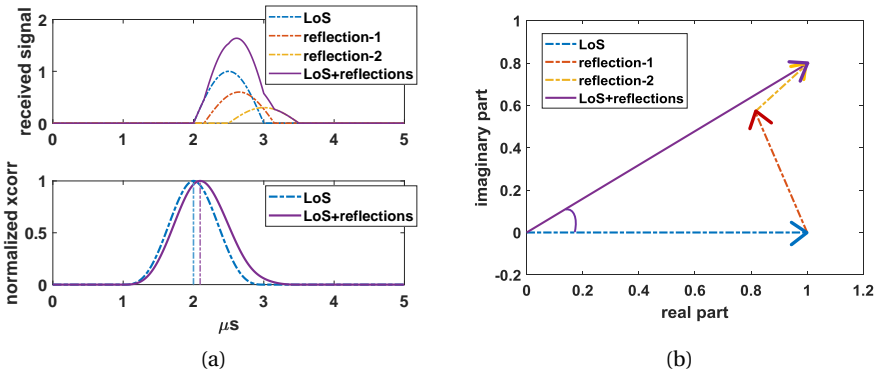 received signal
2
1
0
0
1
2
3
4
5
LoS
reflection-1
reflection-2
LoS+reflections
normalized xcorr
1
0.5
0
0
1
2
3
4
5
LoS
LoS+reflections
μs
(a)
imaginary part
1
0.8
0.6
0.4
0.2
0
-0.2
0
0.2
0.4
0.6
0.8
1
1.2
LoS
reflection-1
reflection-2
LoS+reflections
real part
(b)